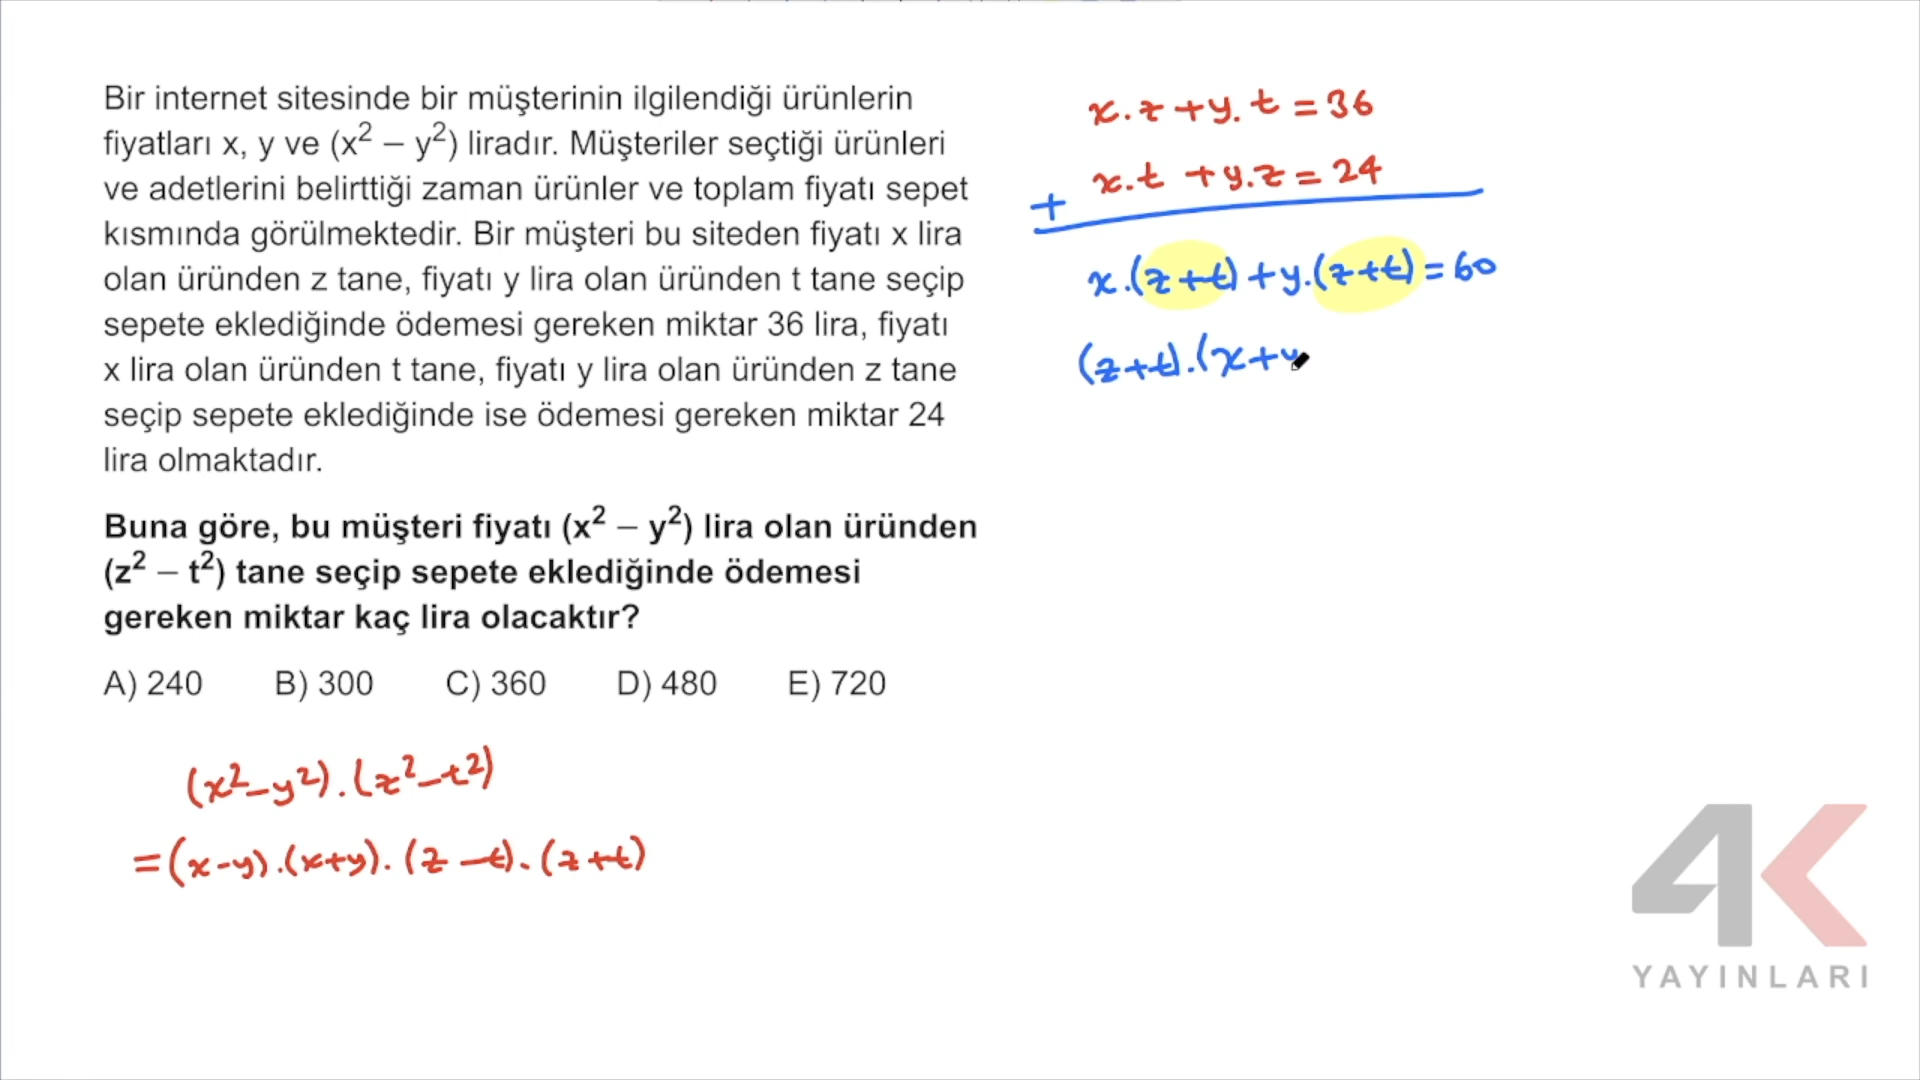 Bir internet sitesinde bir müşterinin ilgilendiği ürünlerin
fiyatları x, y ve (x² – y²) liradır. Müşteriler seçtiği ürünleri
ve adetlerini belirttiği zaman ürünler ve toplam fiyatı sepet
kısmında görülmektedir. Bir müşteri bu siteden fiyatı x lira
olan üründen z tane, fiyatı y lira olan üründen t tane seçip
sepete eklediğinde ödemesi gereken miktar 36 lira, fiyatı
x lira olan üründen t tane, fiyatı y lira olan üründen z tane
seçip sepete eklediğinde ise ödemesi gereken miktar 24
lira olmaktadır.
Buna göre, bu müşteri fiyatı (x² – y²) lira olan üründen
(z² – t²) tane seçip sepete eklediğinde ödemesi
gereken miktar kaç lira olacaktır?
A) 240 B) 300 C) 360 D) 480 E) 720
(x²-y²).(z²-t²)
=(x-y).(x+y).(z-t).(z+t)
x.z+y.t=36
x.t+y.z=24
+
x.(z+t)+y.(z+t)=60
(z+t).(x+y
4K
YAYINLARI